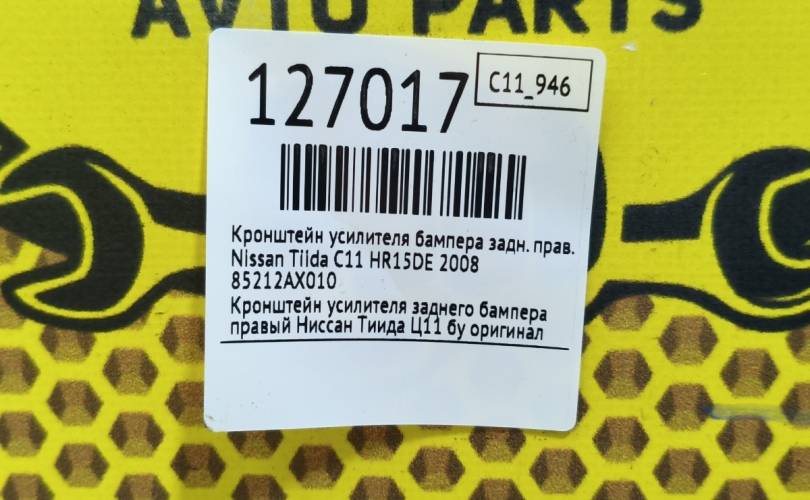 AVTO PARTS
127017
C11_946
Кронштейн усилителя бампера задн. прав.
Nissan Tiida C11 HR15DE 2008
85212AX010
Кронштейн усилителя заднего бампера
правый Ниссан Тиида Ц11 бу оригинал